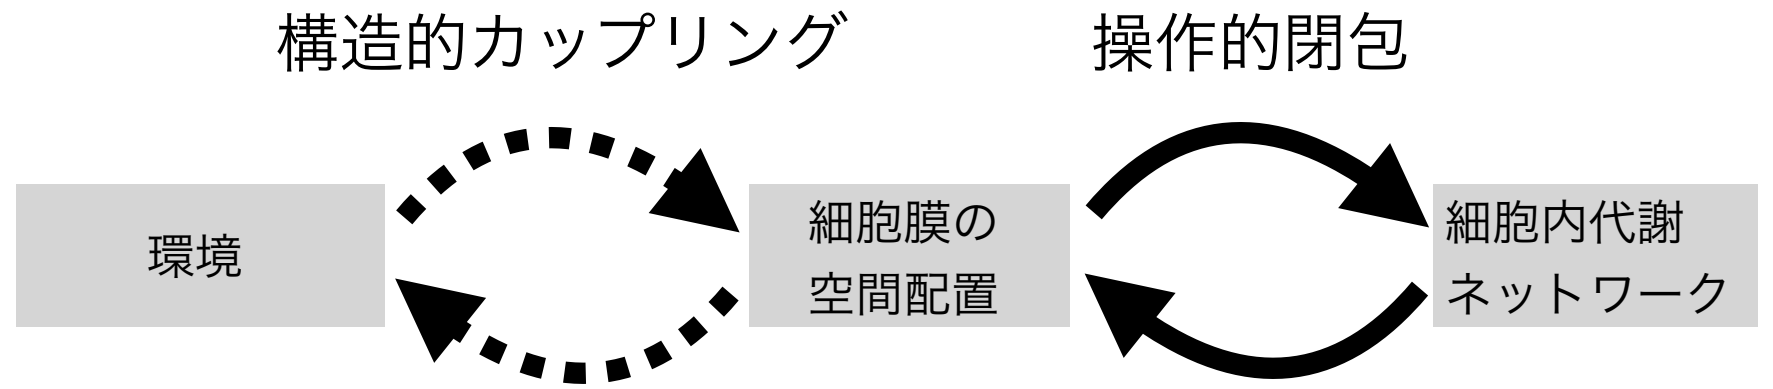 構造的カップリング
操作的閉包
環境
細胞膜の
空間配置
細胞内代謝
ネットワーク